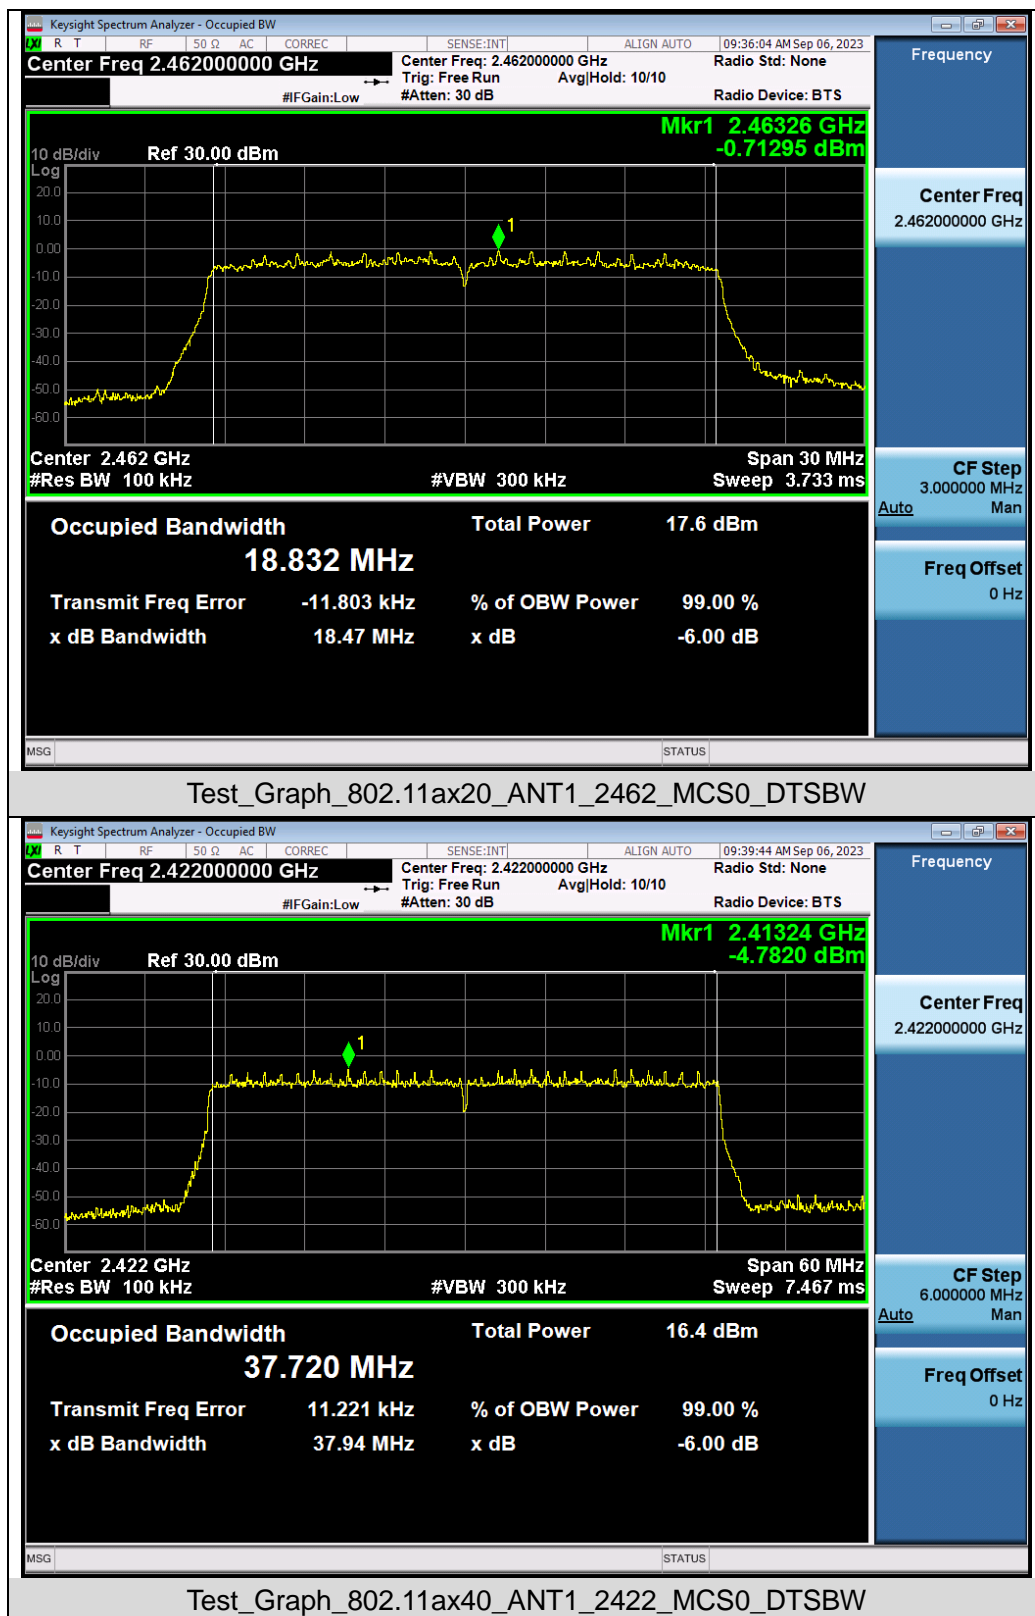 Keysight Spectrum Analyzer - Occupied BW
LXI R T RF 50 Ω AC CORREC SENSE:INT ALIGN AUTO 09:36:04 AM Sep 06, 2023
Center Freq 2.462000000 GHz
Center Freq: 2.462000000 GHz
Radio Std: None
Trig: Free Run Avg|Hold: 10/10
#IFGain:Low
#Atten: 30 dB
Radio Device: BTS
Mkr1 2.46326 GHz
-0.71295 dBm
10 dB/div Ref 30.00 dBm
Log
20.0
10.0
0.00
-10.0
-20.0
-30.0
-40.0
-50.0
-60.0
1
Center 2.462 GHz
Span 30 MHz
#Res BW 100 kHz
#VBW 300 kHz
Sweep 3.733 ms
Occupied Bandwidth
Total Power 17.6 dBm
18.832 MHz
Transmit Freq Error -11.803 kHz % of OBW Power 99.00 %
x dB Bandwidth 18.47 MHz x dB -6.00 dB
MSG
STATUS
Frequency
Center Freq
2.462000000 GHz
CF Step
3.000000 MHz
Auto Man
Freq Offset
0 Hz
Test_Graph_802.11ax20_ANT1_2462_MCS0_DTSBW
Keysight Spectrum Analyzer - Occupied BW
LXI R T RF 50 Ω AC CORREC SENSE:INT ALIGN AUTO 09:39:44 AM Sep 06, 2023
Center Freq 2.422000000 GHz
Center Freq: 2.422000000 GHz
Radio Std: None
Trig: Free Run Avg|Hold: 10/10
#IFGain:Low
#Atten: 30 dB
Radio Device: BTS
Mkr1 2.41324 GHz
-4.7820 dBm
10 dB/div Ref 30.00 dBm
Log
20.0
10.0
0.00
-10.0
-20.0
-30.0
-40.0
-50.0
-60.0
1
Center 2.422 GHz
Span 60 MHz
#Res BW 100 kHz
#VBW 300 kHz
Sweep 7.467 ms
Occupied Bandwidth
Total Power 16.4 dBm
37.720 MHz
Transmit Freq Error 11.221 kHz % of OBW Power 99.00 %
x dB Bandwidth 37.94 MHz x dB -6.00 dB
MSG
STATUS
Frequency
Center Freq
2.422000000 GHz
CF Step
6.000000 MHz
Auto Man
Freq Offset
0 Hz
Test_Graph_802.11ax40_ANT1_2422_MCS0_DTSBW